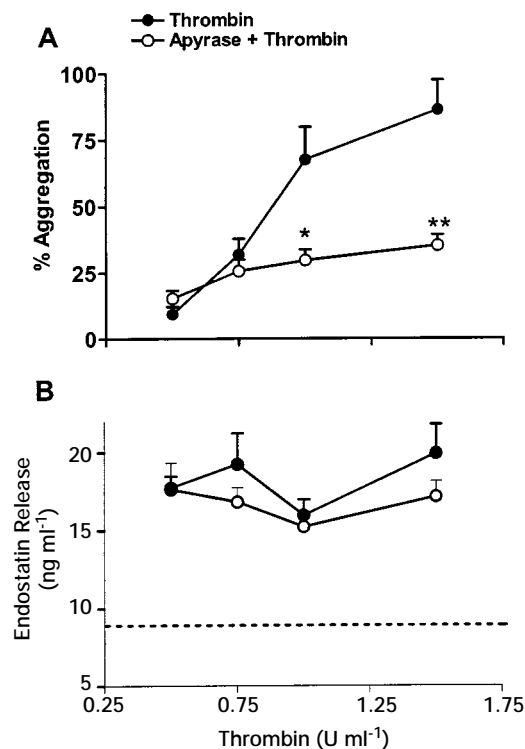 Thrombin
Apyrase + Thrombin
A
100
75
50
25
0
% Aggregation
*
**
B
20
15
10
5
Endostatin Release
(ng ml-1)
0.25 0.75 1.25 1.75
Thrombin (U ml-1)